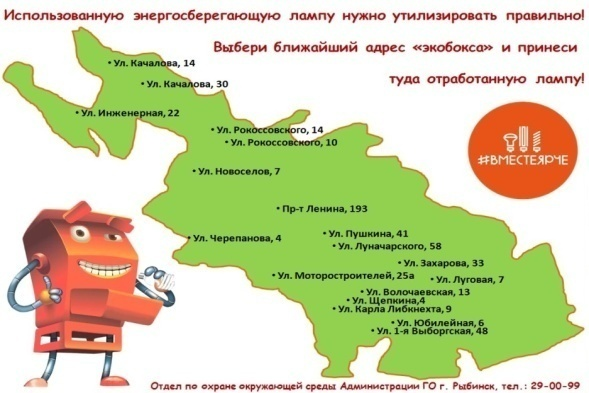 Использованную энергосберегающую лампу нужно утилизировать правильно!
Выбери ближайший адрес «экобокса» и принеси
туда отработанную лампу!
• Ул. Качалова, 14
• Ул. Качалова, 30
• Ул. Инженерная, 22
• Ул. Рокоссовского, 14
• Ул. Рокоссовского, 10
• Ул. Новоселов, 7
• Пр-т Ленина, 193
• Ул. Черепанова, 4
• Ул. Пушкина, 41
• Ул. Луначарского, 58
• Ул. Захарова, 33
• Ул. Моторостроителей, 25а
• Ул. Луговая, 7
• Ул. Волочаевская, 13
• Ул. Щепкина,4
• Ул. Карла Либкнехта, 9
• Ул. Юбилейная, 6
• Ул. 1-я Выборгская, 48
#ВМЕСТЕЯРЧЕ
Отдел по охране окружающей среды Администрации ГО г. Рыбинск, тел.: 29-00-99